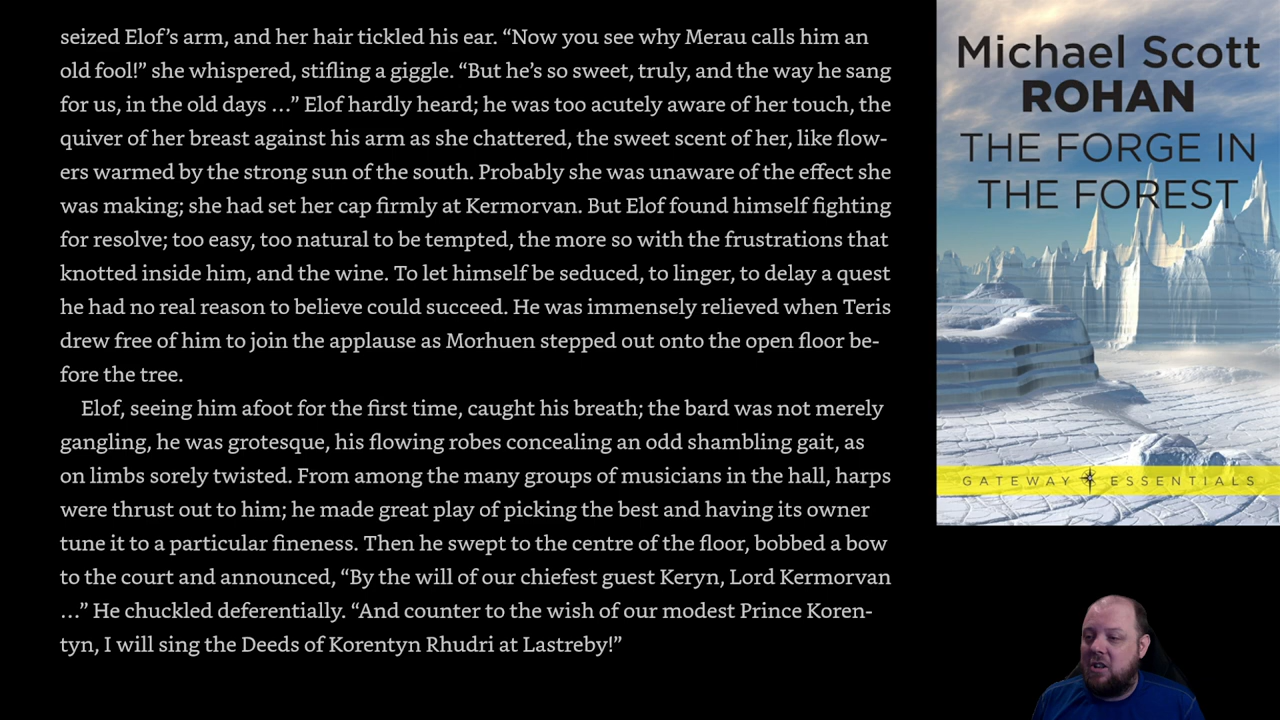 seized Elof’s arm, and her hair tickled his ear. “Now you see why Merau calls him an
old fool!” she whispered, stifling a giggle. “But he’s so sweet, truly, and the way he sang
for us, in the old days …” Elof hardly heard; he was too acutely aware of her touch, the
quiver of her breast against his arm as she chattered, the sweet scent of her, like flow-
ers warmed by the strong sun of the south. Probably she was unaware of the effect she
was making; she had set her cap firmly at Kermorvan. But Elof found himself fighting
for resolve; too easy, too natural to be tempted, the more so with the frustrations that
knotted inside him, and the wine. To let himself be seduced, to linger, to delay a quest
he had no real reason to believe could succeed. He was immensely relieved when Teris
drew free of him to join the applause as Morhuen stepped out onto the open floor be-
fore the tree.
Elof, seeing him afoot for the first time, caught his breath; the bard was not merely
gangling, he was grotesque, his flowing robes concealing an odd shambling gait, as
on limbs sorely twisted. From among the many groups of musicians in the hall, harps
were thrust out to him; he made great play of picking the best and having its owner
tune it to a particular fineness. Then he swept to the centre of the floor, bobbed a bow
to the court and announced, “By the will of our chiefest guest Keryn, Lord Kermorvan
…” He chuckled deferentially. “And counter to the wish of our modest Prince Koren-
tyn, I will sing the Deeds of Korentyn Rhudri at Lastreby!”
Michael Scott
ROHAN
THE FORGE IN
THE FOREST
GATEWAY ESSENTIALS